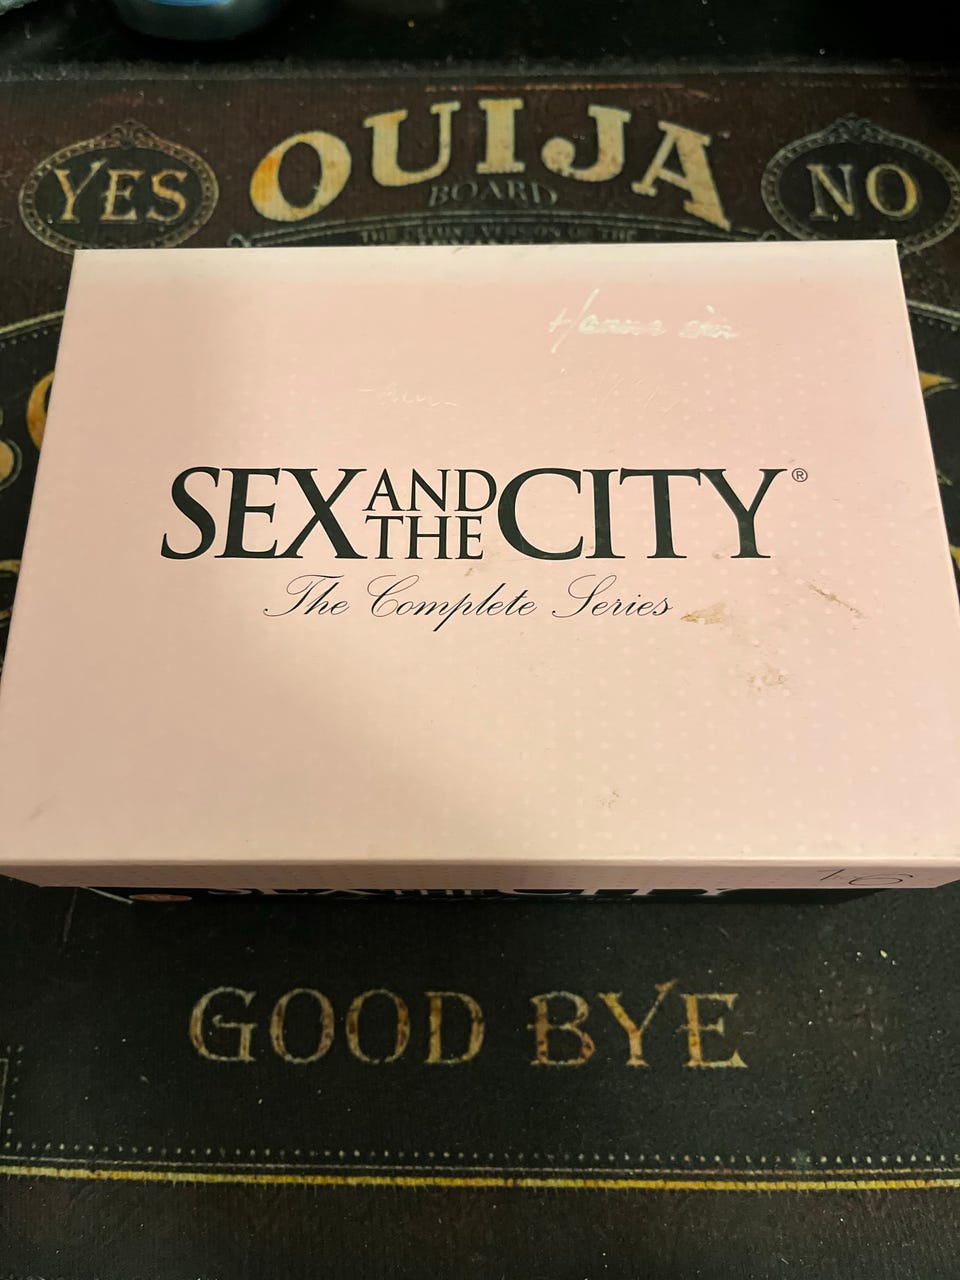 OUIJA
YES
NO
BOARD
SEX AND THE CITY®
The Complete Series
GOOD BYE